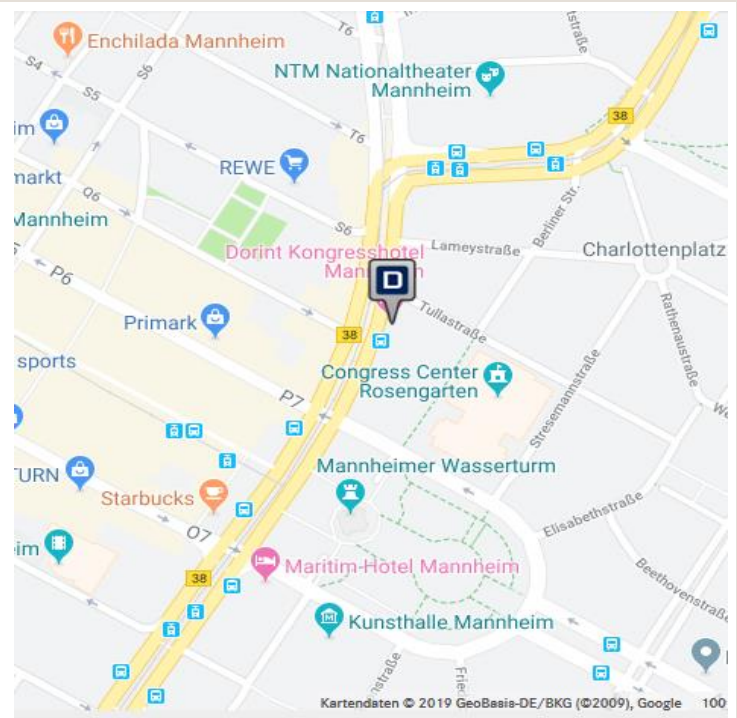 T6
Enchilada Mannheim
NTM Nationaltheater
Mannheim
S4
S5
S6
38
im
T6
REWE
markt
Q6
S6
Mannheim
Berliner Str.
Dorint Kongresshotel
Lameystraße
Charlottenplatz
D
P6
Tullastraße
Primark
38
Rathenaustraße
sports
Congress Center
Rosengarten
P7
Stresemannstraße
Mannheimer Wasserturm
TURN
Starbucks
Elisabethstraße
O7
im
Maritim-Hotel Mannheim
38
Beethovenstraße
Kunsthalle Mannheim
Kartendaten © 2019 GeoBasis-DE/BKG (©2009), Google 100